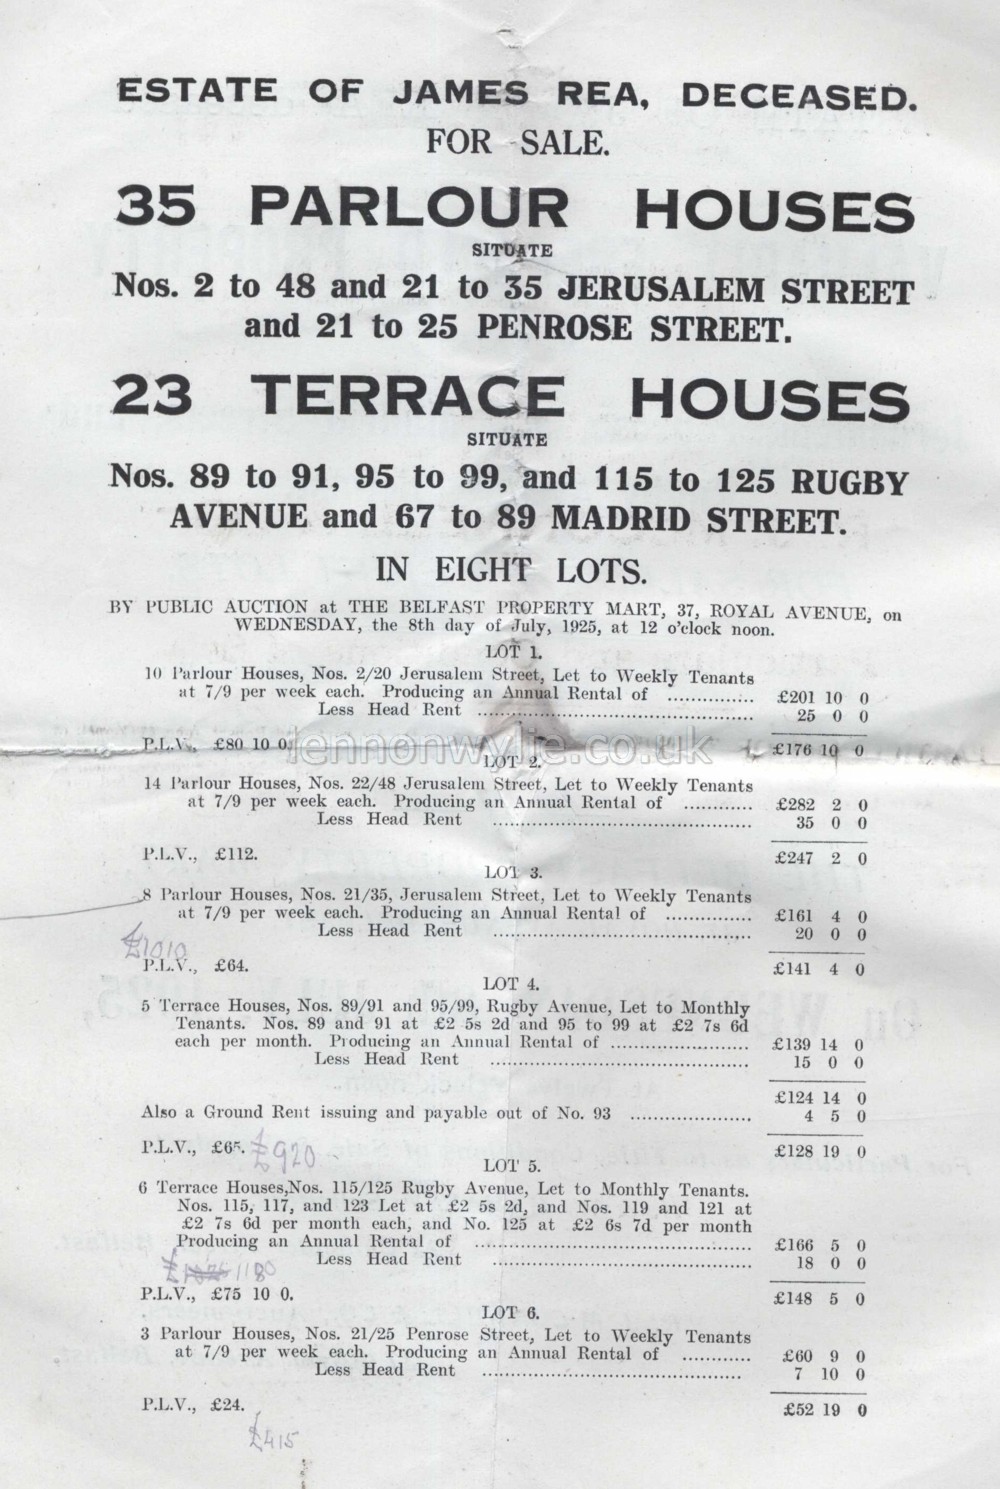 ESTATE OF JAMES REA, DECEASED.
FOR SALE.
35 PARLOUR HOUSES
SITUATE
Nos. 2 to 48 and 21 to 35 JERUSALEM STREET
and 21 to 25 PENROSE STREET.
23 TERRACE HOUSES
SITUATE
Nos. 89 to 91, 95 to 99, and 115 to 125 RUGBY
AVENUE and 67 to 89 MADRID STREET.
IN EIGHT LOTS.
BY PUBLIC AUCTION at THE BELFAST PROPERTY MART, 37, ROYAL AVENUE, on
WEDNESDAY, the 8th day of July, 1925, at 12 o'clock noon.
LOT 1.
10 Parlour Houses, Nos. 2/20 Jerusalem Street, Let to Weekly Tenants
at 7/9 per week each. Producing an Annual Rental of .............. £201 10 0
Less Head Rent .................................................. 25 0 0
P.L.V., £80 10 0. £176 10 0
lennonwylie.co.uk
LOT 2.
14 Parlour Houses, Nos. 22/48 Jerusalem Street, Let to Weekly Tenants
at 7/9 per week each. Producing an Annual Rental of ............ £282 2 0
Less Head Rent ............................................... 35 0 0
P.L.V., £112. £247 2 0
LOT 3.
8 Parlour Houses, Nos. 21/35, Jerusalem Street, Let to Weekly Tenants
at 7/9 per week each. Producing an Annual Rental of .............. £161 4 0
Less Head Rent ............................................... 20 0 0
£1010
P.L.V., £64. £141 4 0
LOT 4.
5 Terrace Houses, Nos. 89/91 and 95/99, Rugby Avenue, Let to Monthly
Tenants. Nos. 89 and 91 at £2 5s 2d and 95 to 99 at £2 7s 6d
each per month. Producing an Annual Rental of ....................... £139 14 0
Less Head Rent ............................................... 15 0 0
£124 14 0
Also a Ground Rent issuing and payable out of No. 93 .................... 4 5 0
P.L.V., £65. £920 £128 19 0
LOT 5.
6 Terrace Houses,Nos. 115/125 Rugby Avenue, Let to Monthly Tenants.
Nos. 115, 117, and 123 Let at £2 5s 2d, and Nos. 119 and 121 at
£2 7s 6d per month each, and No. 125 at £2 6s 7d per month
Producing an Annual Rental of .................................................. £166 5 0
Less Head Rent ............................................... 18 0 0
£ 1180
P.L.V., £75 10 0. £148 5 0
LOT 6.
3 Parlour Houses, Nos. 21/25 Penrose Street, Let to Weekly Tenants
at 7/9 per week each. Producing an Annual Rental of ............ £60 9 0
Less Head Rent ............................................... 7 10 0
P.L.V., £24. £52 19 0
£415